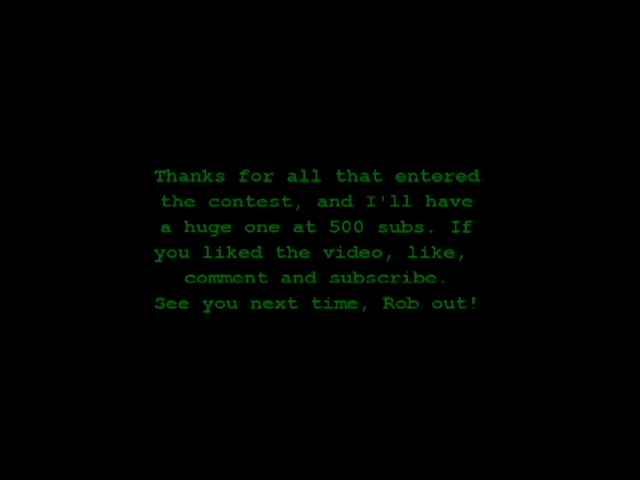 Thanks for all that entered
the contest, and I'll have
a huge one at 500 subs. If
you liked the video, like,
comment and subscribe.
See you next time, Rob out!